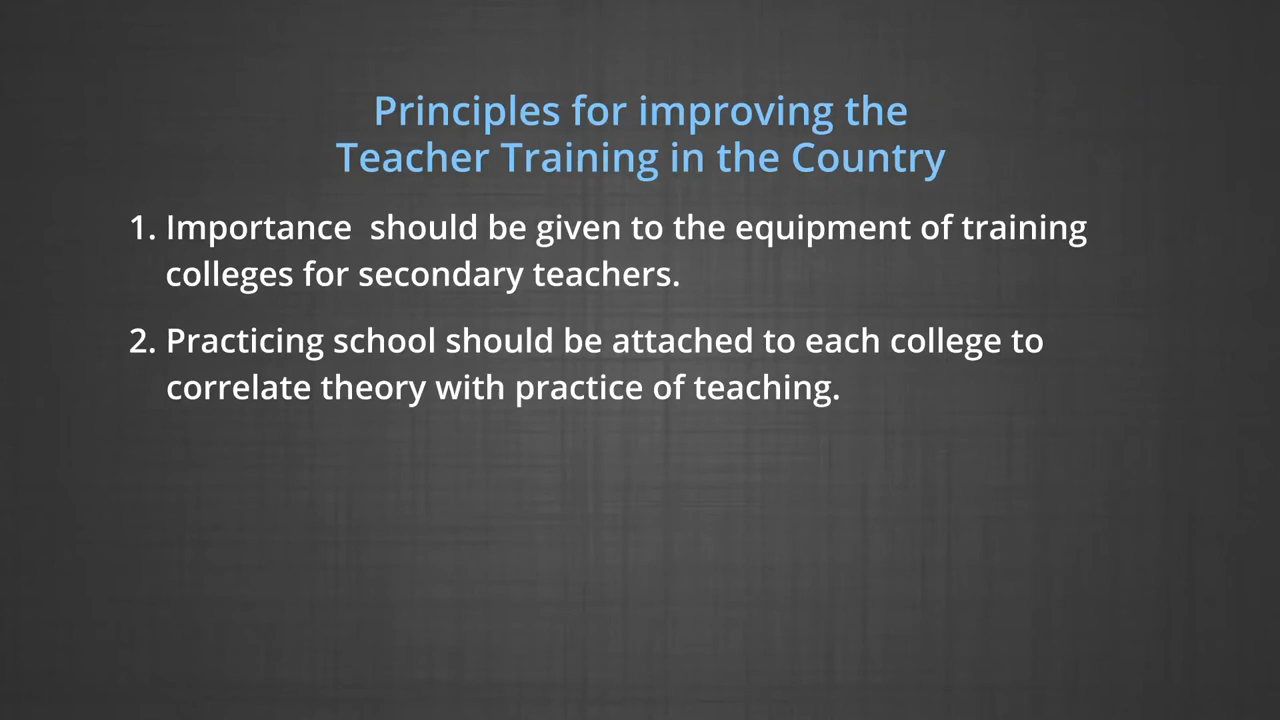 Principles for improving the
Teacher Training in the Country
1. Importance  should be given to the equipment of training
colleges for secondary teachers.
2. Practicing school should be attached to each college to
correlate theory with practice of teaching.